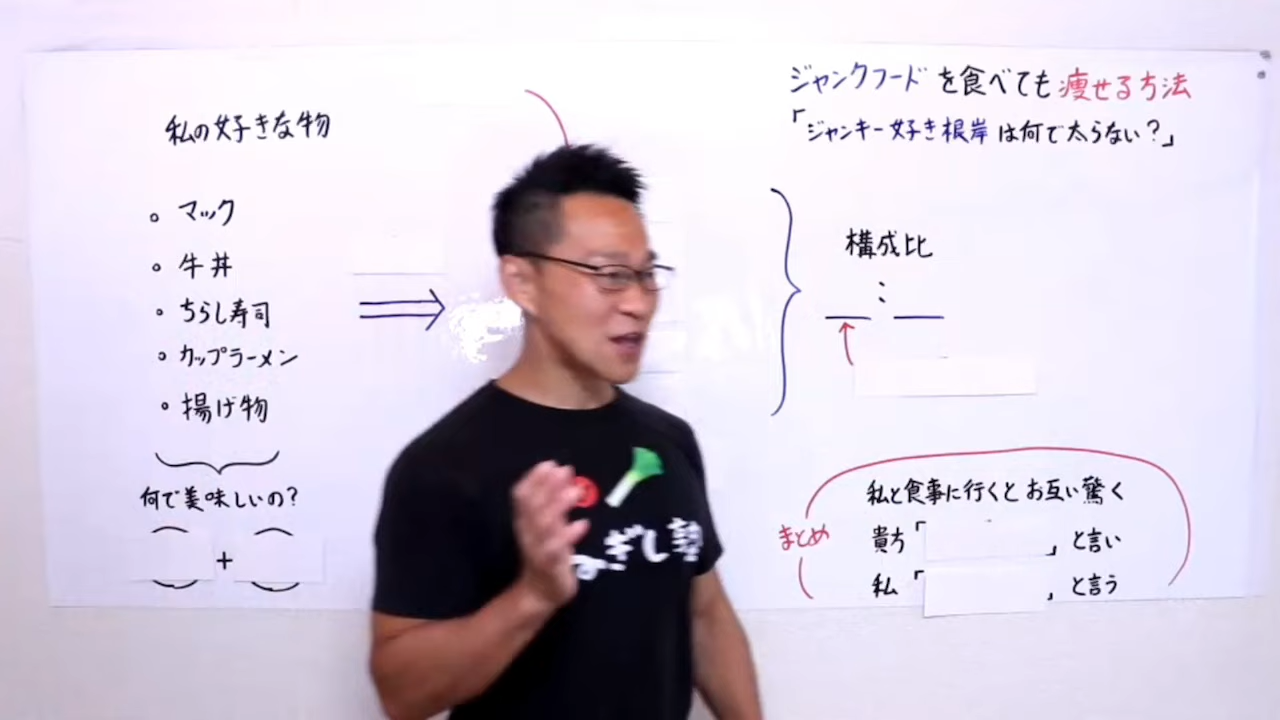 ジャンクフードを食べても痩せる方法
「ジャンキー好き根岸は何で太らない?」
私の好きな物
マック
牛丼
ちらし寿司
カップラーメン
揚げ物
何で美味しいの?
+
構成比
:
まとめ
私と食事に行くとお互い驚く
貴方「 」と言い
私「 」と言う
ねぎし塾